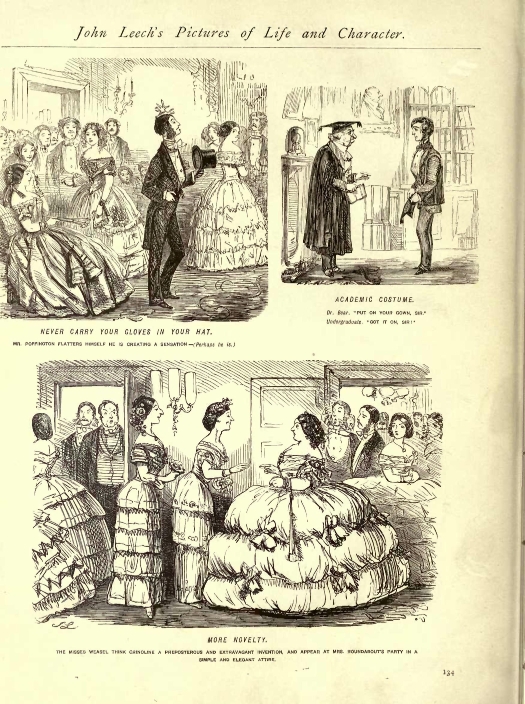 John Leech's Pictures of Life and Character.
NEVER CARRY YOUR GLOVES IN YOUR HAT.
MR. POPPINGTON FLATTERS HIMSELF HE IS CREATING A SENSATION—(Perhaps he is.)
ACADEMIC COSTUME.
Dr. Bear. "PUT ON YOUR GOWN, SIR."
Undergraduate. "GOT IT ON, SIR!"
MORE NOVELTY.
THE MISSES WEASEL THINK CRINOLINE A PREPOSTEROUS AND EXTRAVAGANT INVENTION, AND APPEAR AT MRS. ROUNDABOUT'S PARTY IN A
SIMPLE AND ELEGANT ATTIRE.
134